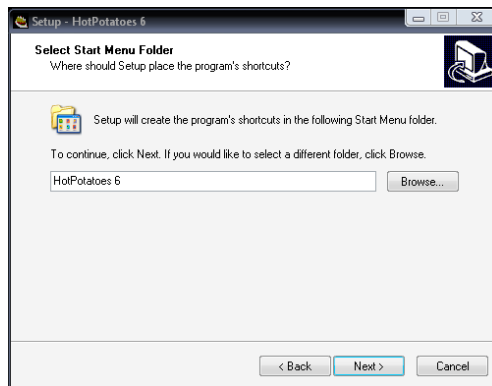 Setup - HotPotatoes 6
Select Start Menu Folder
Where should Setup place the program's shortcuts?
Setup will create the program's shortcuts in the following Start Menu folder.
To continue, click Next. If you would like to select a different folder, click Browse.
HotPotatoes 6
Browse...
< Back
Next >
Cancel